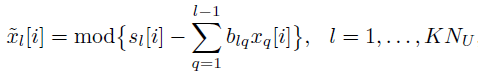 x̃_l[i] = mod{s_l[i] − ∑_{q=1}^{l−1} b_{lq} x_q[i]},   l = 1, . . . , KN_U